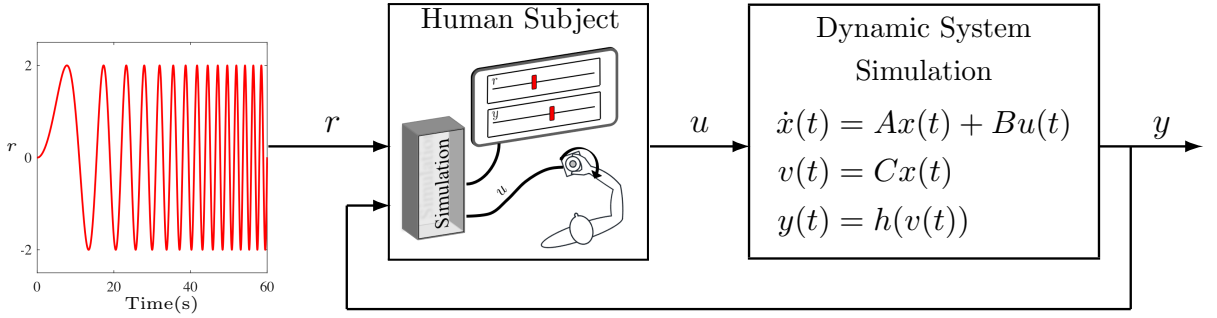 2
r
0
-2
0
20
40
60
Time(s)
r
Human Subject
r
y
Simulation
u
u
Dynamic System
Simulation
ẋ(t) = Ax(t) + Bu(t)
v(t) = Cx(t)
y(t) = h(v(t))
y